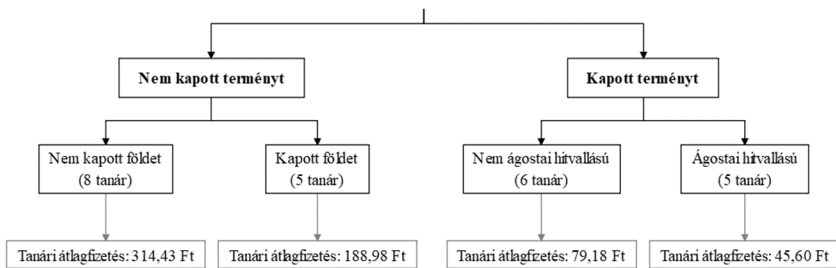 Nem kapott terményt
Kapott terményt
Nem kapott földet
(8 tanár)
Kapott földet
(5 tanár)
Nem ágostai hitvallású
(6 tanár)
Ágostai hitvallású
(5 tanár)
Tanári átlagfizetés: 314,43 Ft
Tanári átlagfizetés: 188,98 Ft
Tanári átlagfizetés: 79,18 Ft
Tanári átlagfizetés: 45,60 Ft